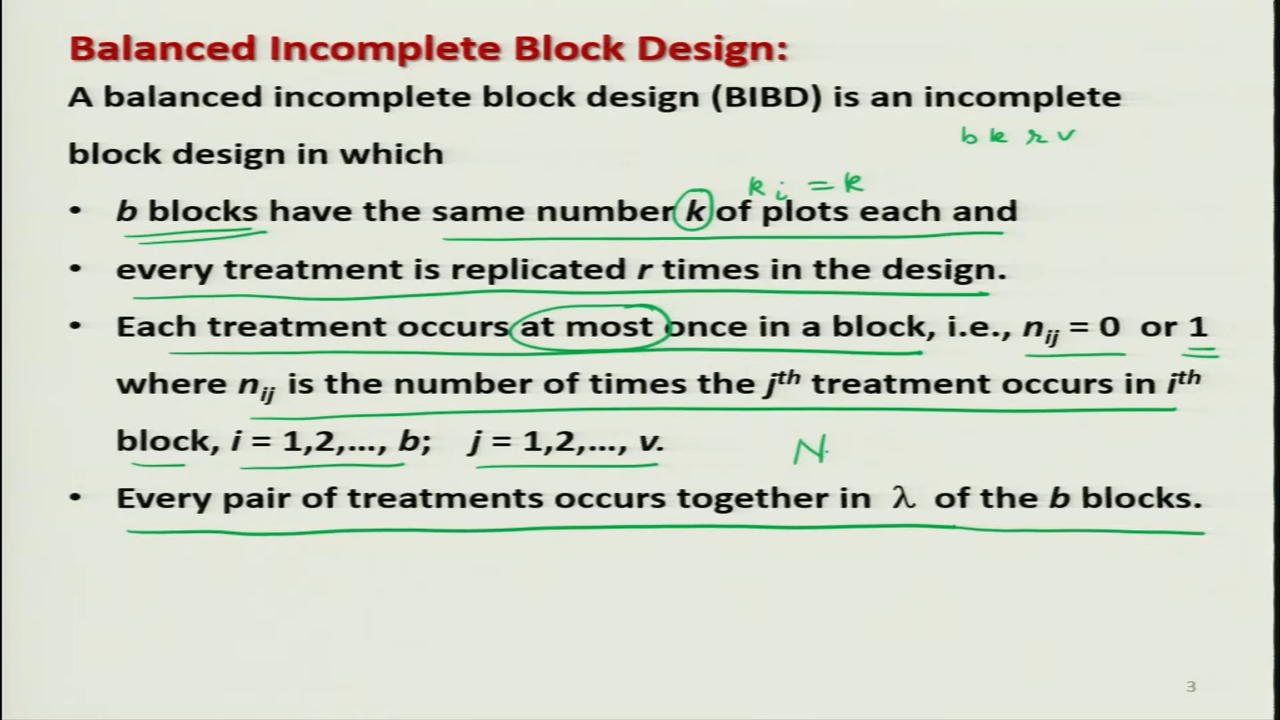 Balanced Incomplete Block Design:
A balanced incomplete block design (BIBD) is an incomplete
b k r v
block design in which
k i = k
• b blocks have the same number k of plots each and
• every treatment is replicated r times in the design.
• Each treatment occurs at most once in a block, i.e., nij = 0 or 1
where nij is the number of times the jth treatment occurs in ith
block, i = 1,2,..., b; j = 1,2,..., v.
N
• Every pair of treatments occurs together in λ of the b blocks.
3